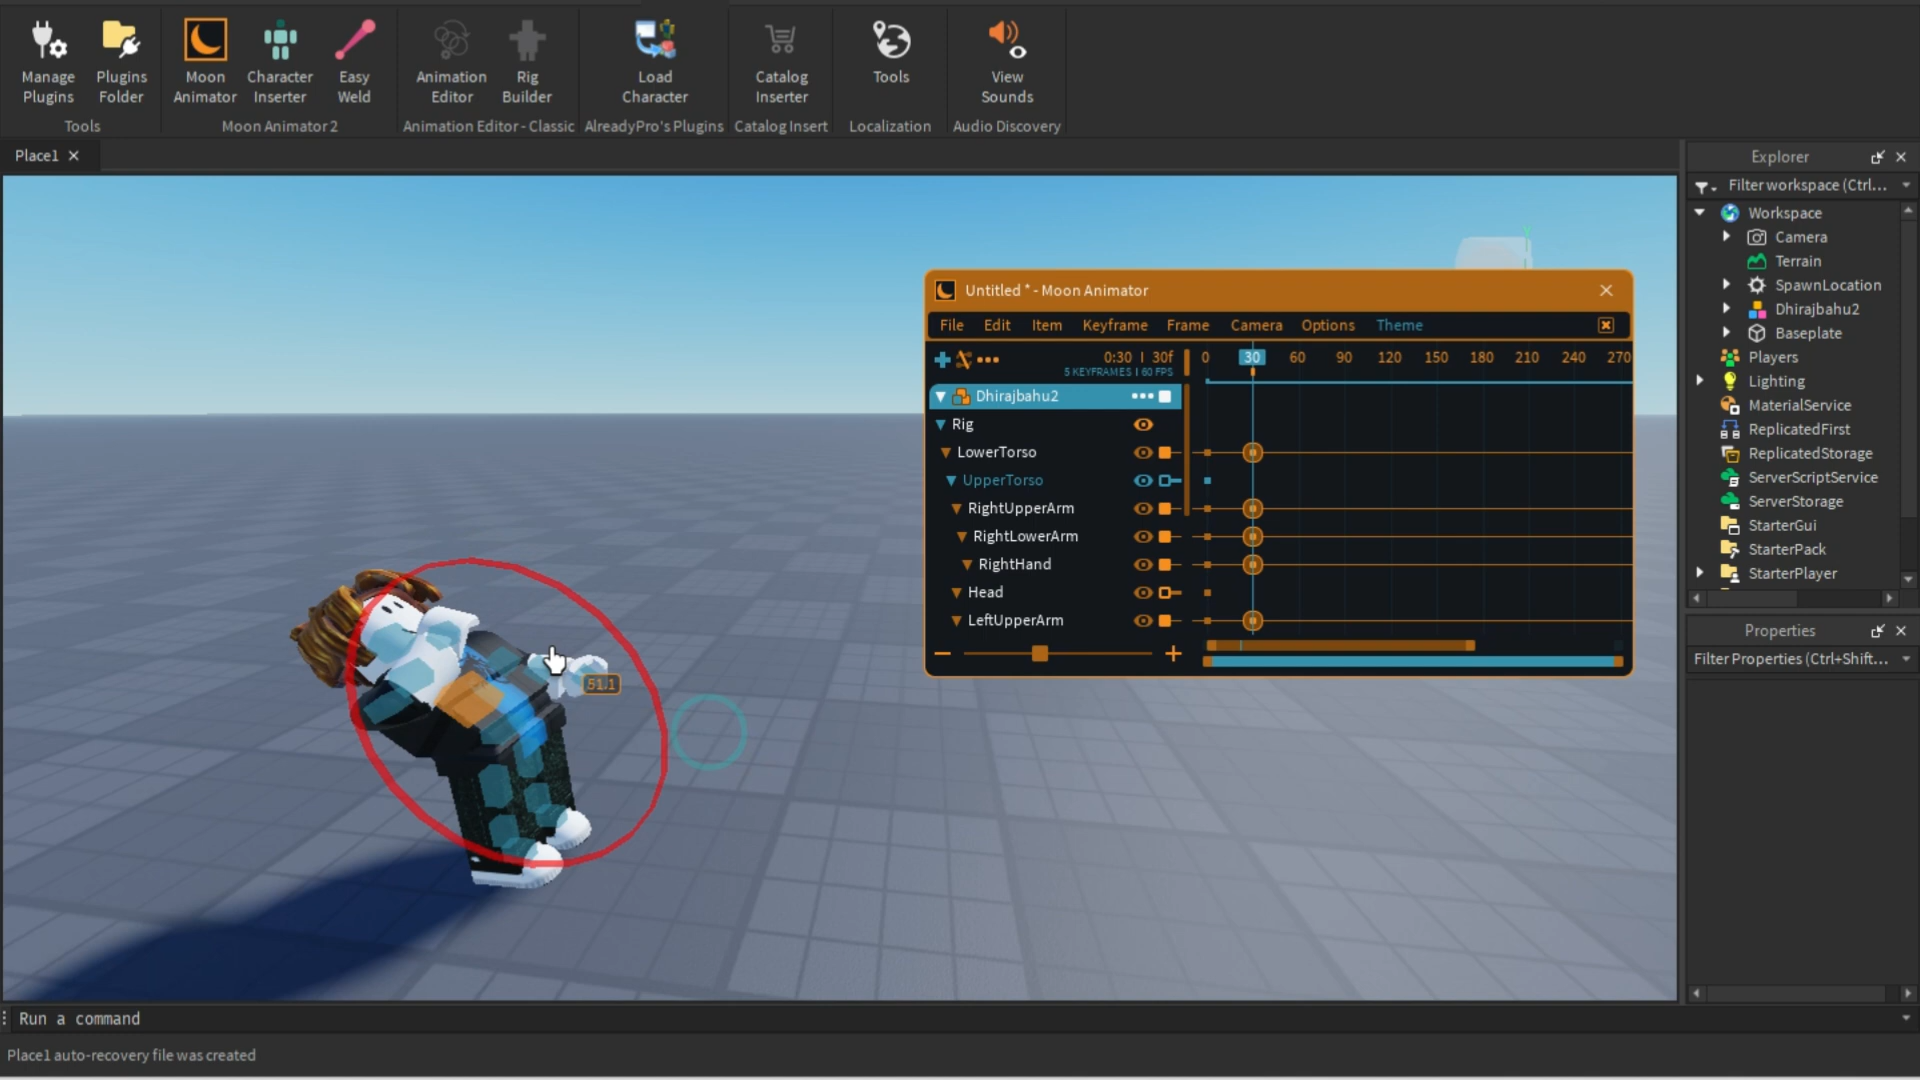 Manage Plugins
Plugins Folder
Moon Animator
Character Inserter
Easy Weld
Animation Editor
Rig Builder
Load Character
Catalog Inserter
Tools
View Sounds
Tools
Moon Animator 2
Animation Editor - Classic
AlreadyPro's Plugins
Catalog Insert
Localization
Audio Discovery
Place1
Untitled * - Moon Animator
File Edit Item Keyframe Frame Camera Options Theme
0:30 | 30f
5 KEYFRAMES | 60 FPS
0 30 60 90 120 150 180 210 240 270
Dhirajbahu2
Rig
LowerTorso
UpperTorso
RightUpperArm
RightLowerArm
RightHand
Head
LeftUpperArm
51.1
Explorer
Filter workspace (Ctrl...
Workspace
Camera
Terrain
SpawnLocation
Dhirajbahu2
Baseplate
Players
Lighting
MaterialService
ReplicatedFirst
ReplicatedStorage
ServerScriptService
ServerStorage
StarterGui
StarterPack
StarterPlayer
Properties
Filter Properties (Ctrl+Shift...
Run a command
Place1 auto-recovery file was created